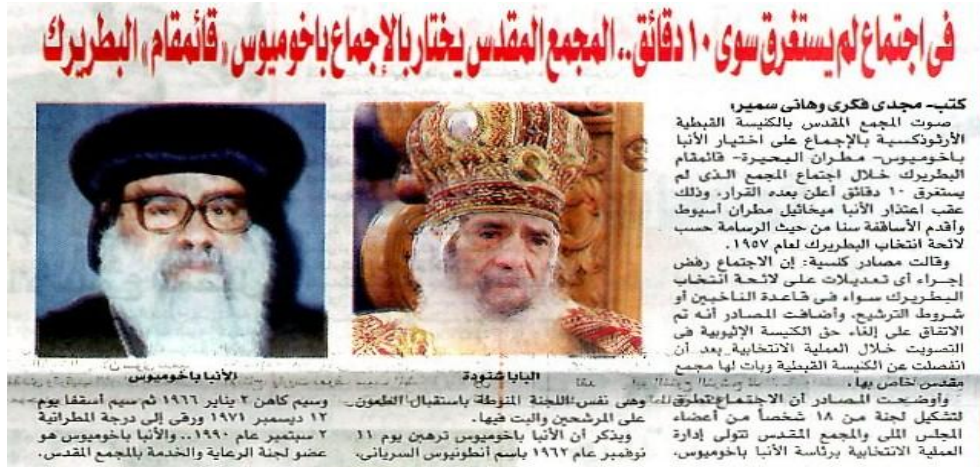 فى اجتماع لم يستغرق سوى ١٠ دقائق.. المجمع المقدس يختار بالإجماع باخوميوس «قائمقام» البطريرك
كتب- مجدى فكرى وهانى سمير:
صوت المجمع المقدس بالكنيسة القبطية
الأرثوذكسية بالإجماع على اختيار الأنبا
باخوميوس- مطران البحيرة- قائمقام
البطريرك خلال اجتماع المجمع الذى لم
يستغرق ١٠ دقائق أعلن بعده القرار، وذلك
عقب اعتذار الأنبا ميخائيل مطران أسيوط
وأقدم الأساقفة سنا من حيث الرسامة حسب
لائحة انتخاب البطريرك لعام ١٩٥٧.
وقالت مصادر كنسية: إن الاجتماع رفض
إجراء أى تعديلات على لائحة انتخاب
البطريرك سواء فى قاعدة الناخبين أو
شروط الترشيح، وأضافت المصادر أنه تم
الاتفاق على إلغاء حق الكنيسة الإثيوبية فى
التصويت خلال العملية الانتخابية بعد أن
انفصلت عن الكنيسة القبطية وبات لها مجمع
مقدس خاص بها.
وأوضحت المصادر أن الاجتماع تطرق
لتشكيل لجنة من ١٨ شخصاً من أعضاء
المجلس الملى والمجمع المقدس تتولى إدارة
العملية الانتخابية برئاسة الأنبا باخوميوس،
البابا شنودة
وهى نفس اللجنة المنوطة باستقبال الطعون
على المرشحين والبت فيها.
ويذكر أن الأنبا باخوميوس ترهبن يوم ١١
نوفمبر عام ١٩٦٢ باسم أنطونيوس السريانى،
الأنبا باخوميوس
وسيم كاهن ٢ يناير ١٩٦٦ ثم سيم أسقفا يوم
١٢ ديسمبر ١٩٧١ ورقى إلى درجة المطرانية
٢ سبتمبر عام ١٩٩٠.. والأنبا باخوميوس هو
عضو لجنة الرعاية والخدمة بالمجمع المقدس.